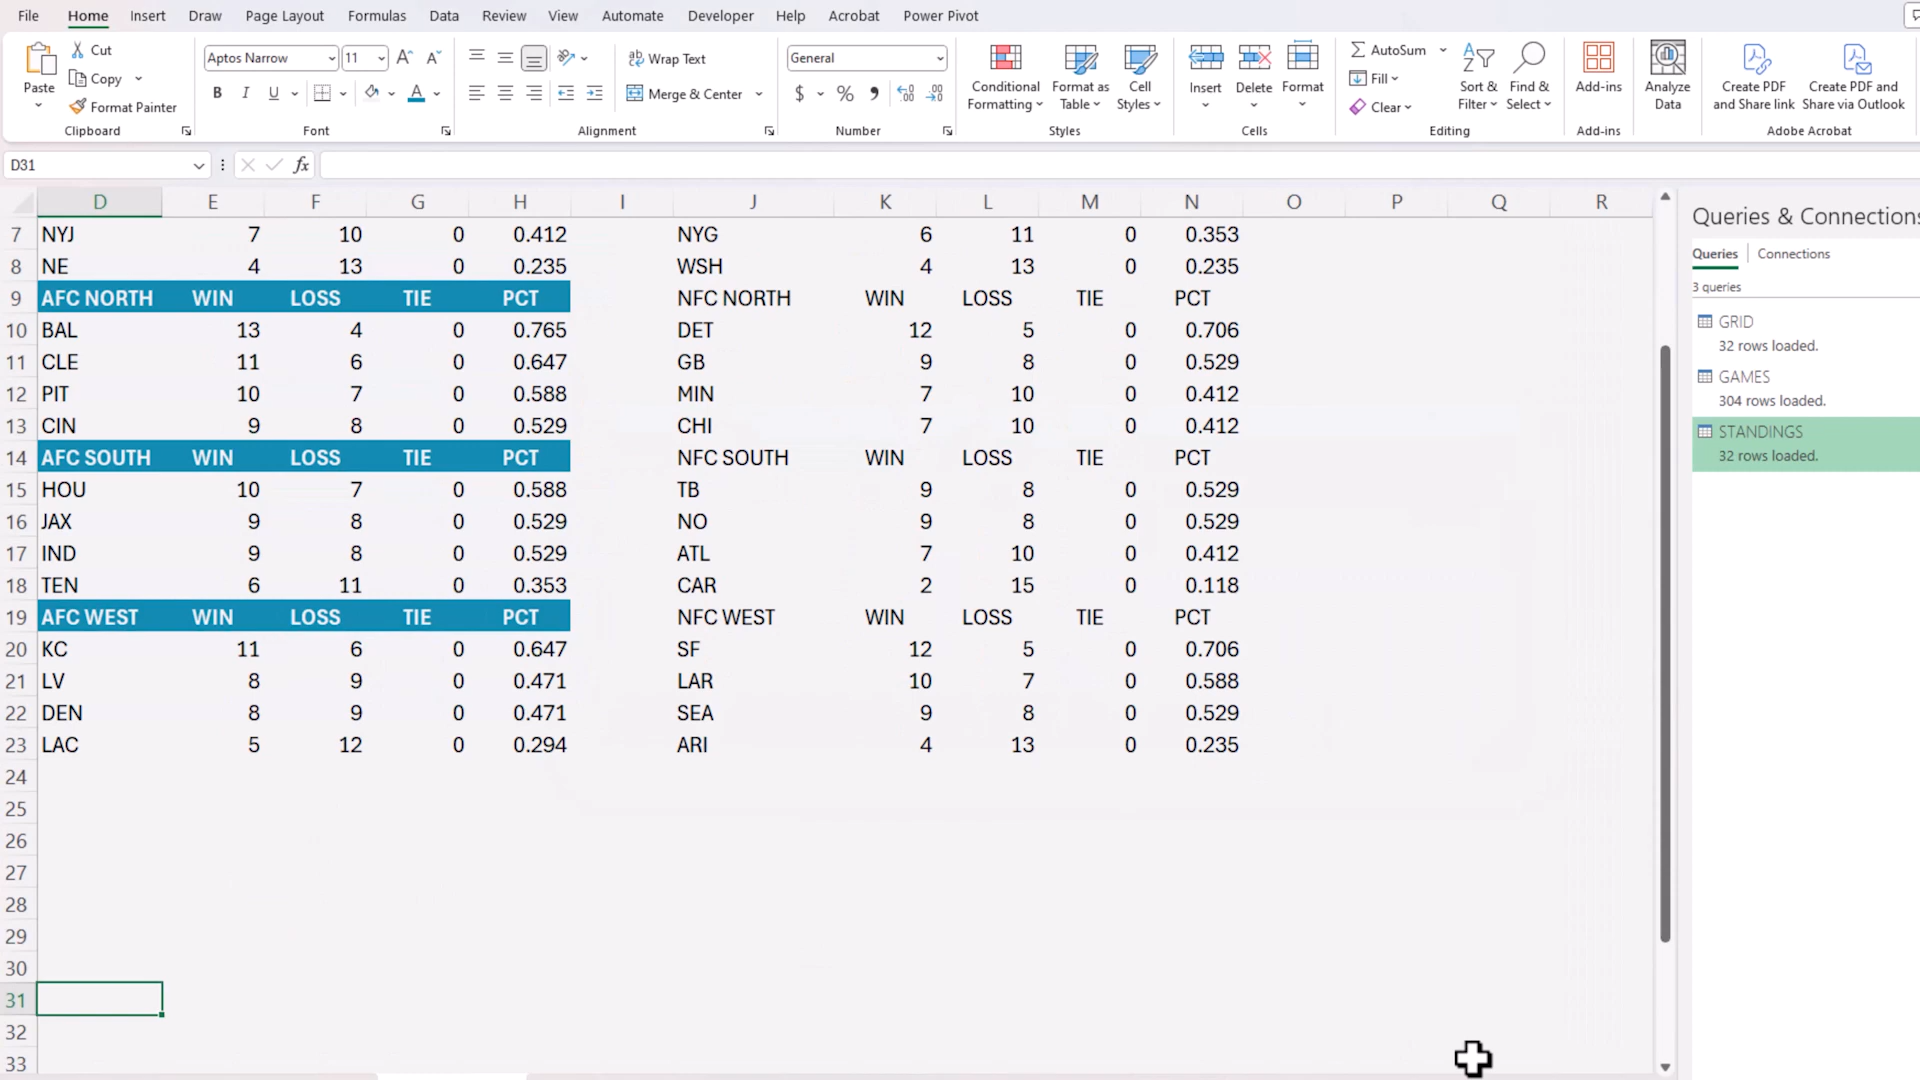 File Home Insert Draw Page Layout Formulas Data Review View Automate Developer Help Acrobat Power Pivot
Paste Cut Copy Format Painter Clipboard
Aptos Narrow 11 A A B I U A Font
ab Wrap Text Merge & Center Alignment
General $ % Number
Conditional Formatting Format as Table Cell Styles Styles
Insert Delete Format Cells
AutoSum Fill Clear Sort & Filter Find & Select Editing
Add-ins Add-ins
Analyze Data
Create PDF and Share link Create PDF and Share via Outlook Adobe Acrobat
D31 fx
D E F G H I J K L M N O P Q R
7 NYJ 7 10 0 0.412 NYG 6 11 0 0.353
8 NE 4 13 0 0.235 WSH 4 13 0 0.235
9 AFC NORTH WIN LOSS TIE PCT NFC NORTH WIN LOSS TIE PCT
10 BAL 13 4 0 0.765 DET 12 5 0 0.706
11 CLE 11 6 0 0.647 GB 9 8 0 0.529
12 PIT 10 7 0 0.588 MIN 7 10 0 0.412
13 CIN 9 8 0 0.529 CHI 7 10 0 0.412
14 AFC SOUTH WIN LOSS TIE PCT NFC SOUTH WIN LOSS TIE PCT
15 HOU 10 7 0 0.588 TB 9 8 0 0.529
16 JAX 9 8 0 0.529 NO 9 8 0 0.529
17 IND 9 8 0 0.529 ATL 7 10 0 0.412
18 TEN 6 11 0 0.353 CAR 2 15 0 0.118
19 AFC WEST WIN LOSS TIE PCT NFC WEST WIN LOSS TIE PCT
20 KC 11 6 0 0.647 SF 12 5 0 0.706
21 LV 8 9 0 0.471 LAR 10 7 0 0.588
22 DEN 8 9 0 0.471 SEA 9 8 0 0.529
23 LAC 5 12 0 0.294 ARI 4 13 0 0.235
24
25
26
27
28
29
30
31
32
33
Queries & Connections
Queries Connections
3 queries
GRID
32 rows loaded.
GAMES
304 rows loaded.
STANDINGS
32 rows loaded.